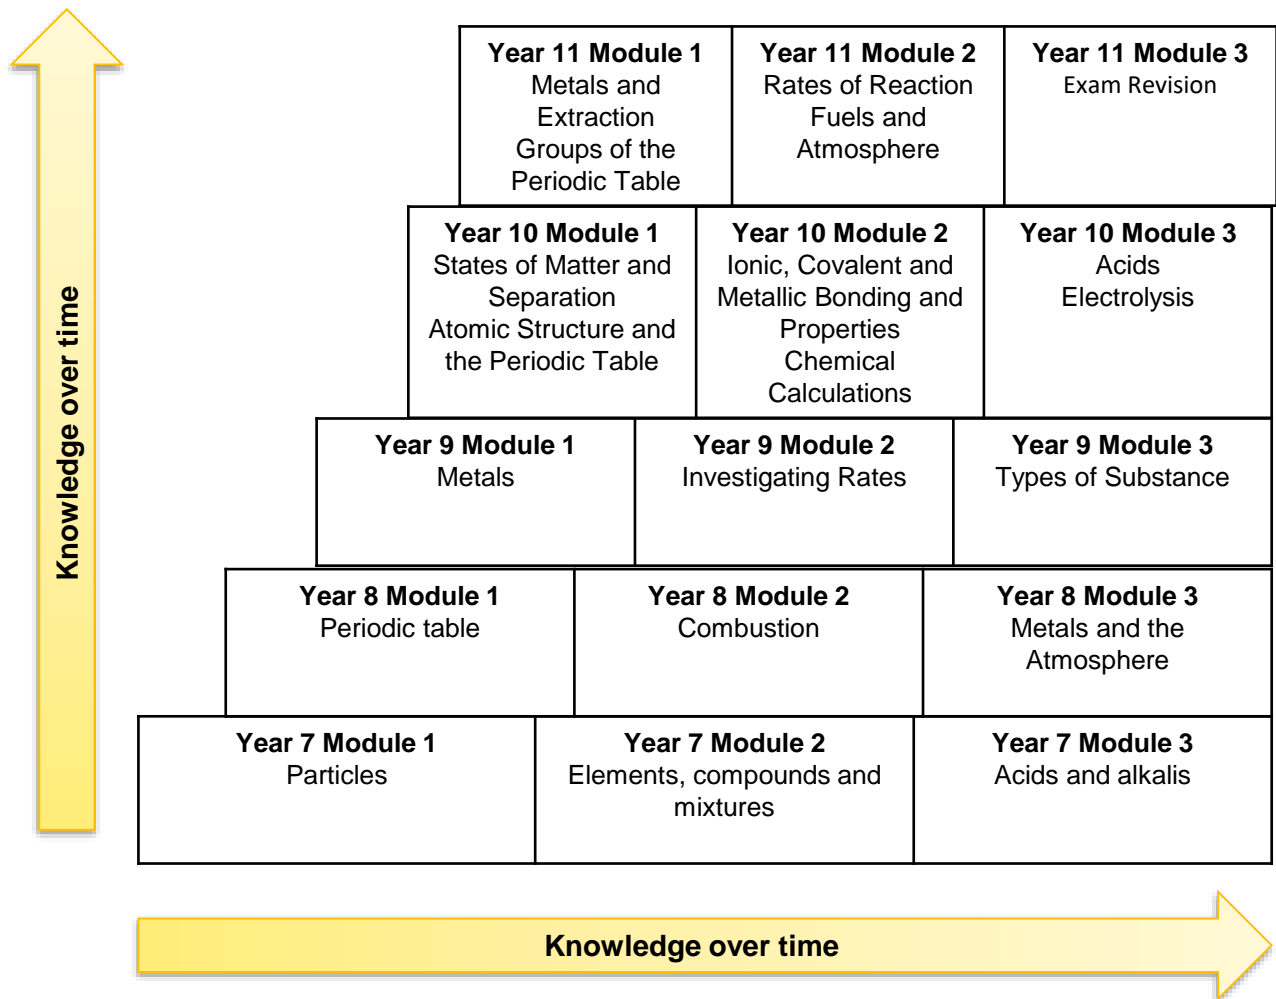 Year 11 Module 1
Metals and
Extraction
Groups of the
Periodic Table
Year 11 Module 2
Rates of Reaction
Fuels and
Atmosphere
Year 11 Module 3
Exam Revision
Year 10 Module 1
States of Matter and
Separation
Atomic Structure and
the Periodic Table
Year 10 Module 2
Ionic, Covalent and
Metallic Bonding and
Properties
Chemical
Calculations
Year 10 Module 3
Acids
Electrolysis
Year 9 Module 1
Metals
Year 9 Module 2
Investigating Rates
Year 9 Module 3
Types of Substance
Year 8 Module 1
Periodic table
Year 8 Module 2
Combustion
Year 8 Module 3
Metals and the
Atmosphere
Year 7 Module 1
Particles
Year 7 Module 2
Elements, compounds and
mixtures
Year 7 Module 3
Acids and alkalis
Knowledge over time
Knowledge over time